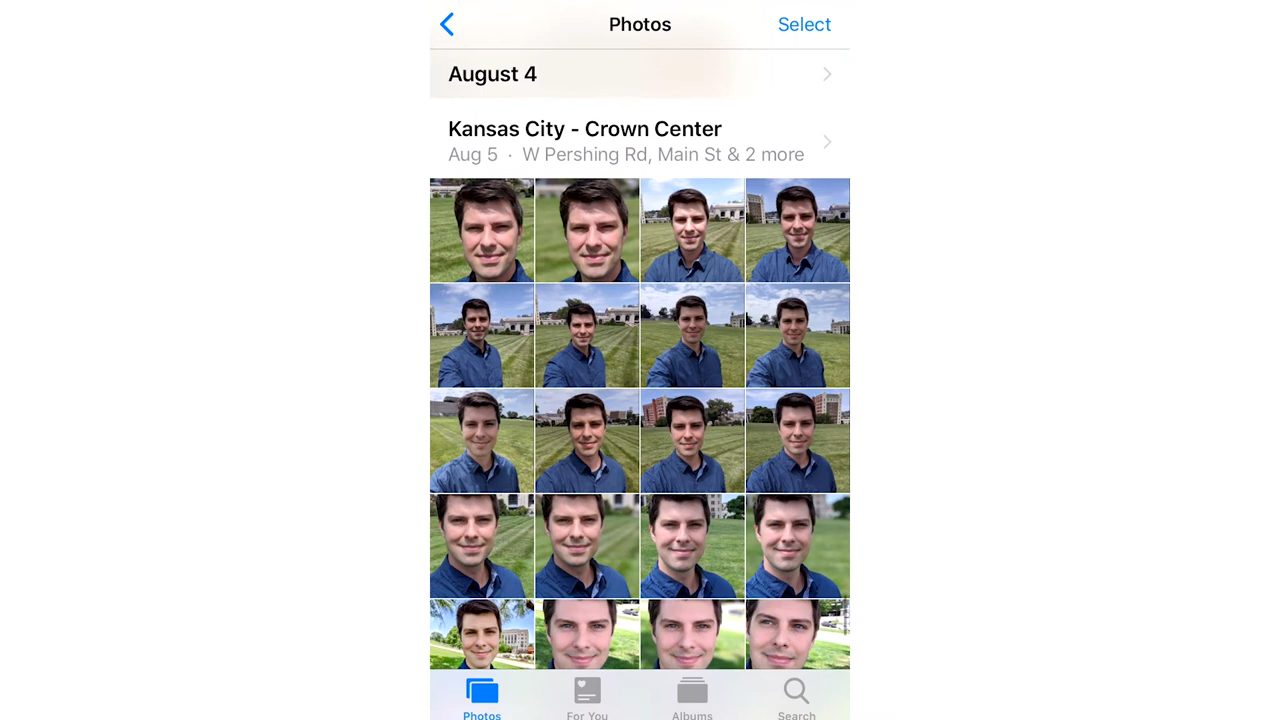 Photos
Select
August 4
Kansas City - Crown Center
Aug 5 · W Pershing Rd, Main St & 2 more
Photos
For You
Albums
Search